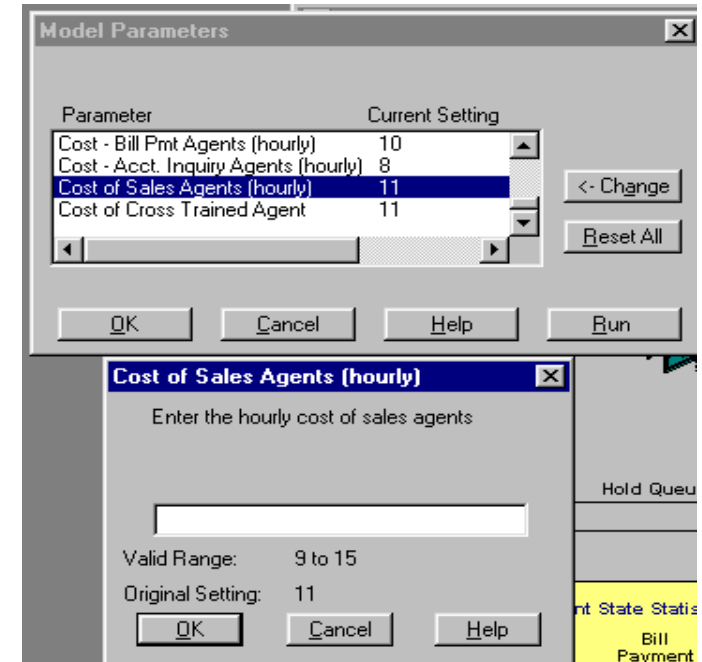 Model Parameters
Parameter Current Setting
Cost - Bill Pmt Agents (hourly) 10
Cost - Acct. Inquiry Agents (hourly) 8
Cost of Sales Agents (hourly) 11
Cost of Cross Trained Agent 11
<- Change
Reset All
OK Cancel Help Run
Cost of Sales Agents (hourly)
Enter the hourly cost of sales agents
Valid Range: 9 to 15
Original Setting: 11
OK Cancel Help
Hold Queu
nt State Statis
Bill
Payment